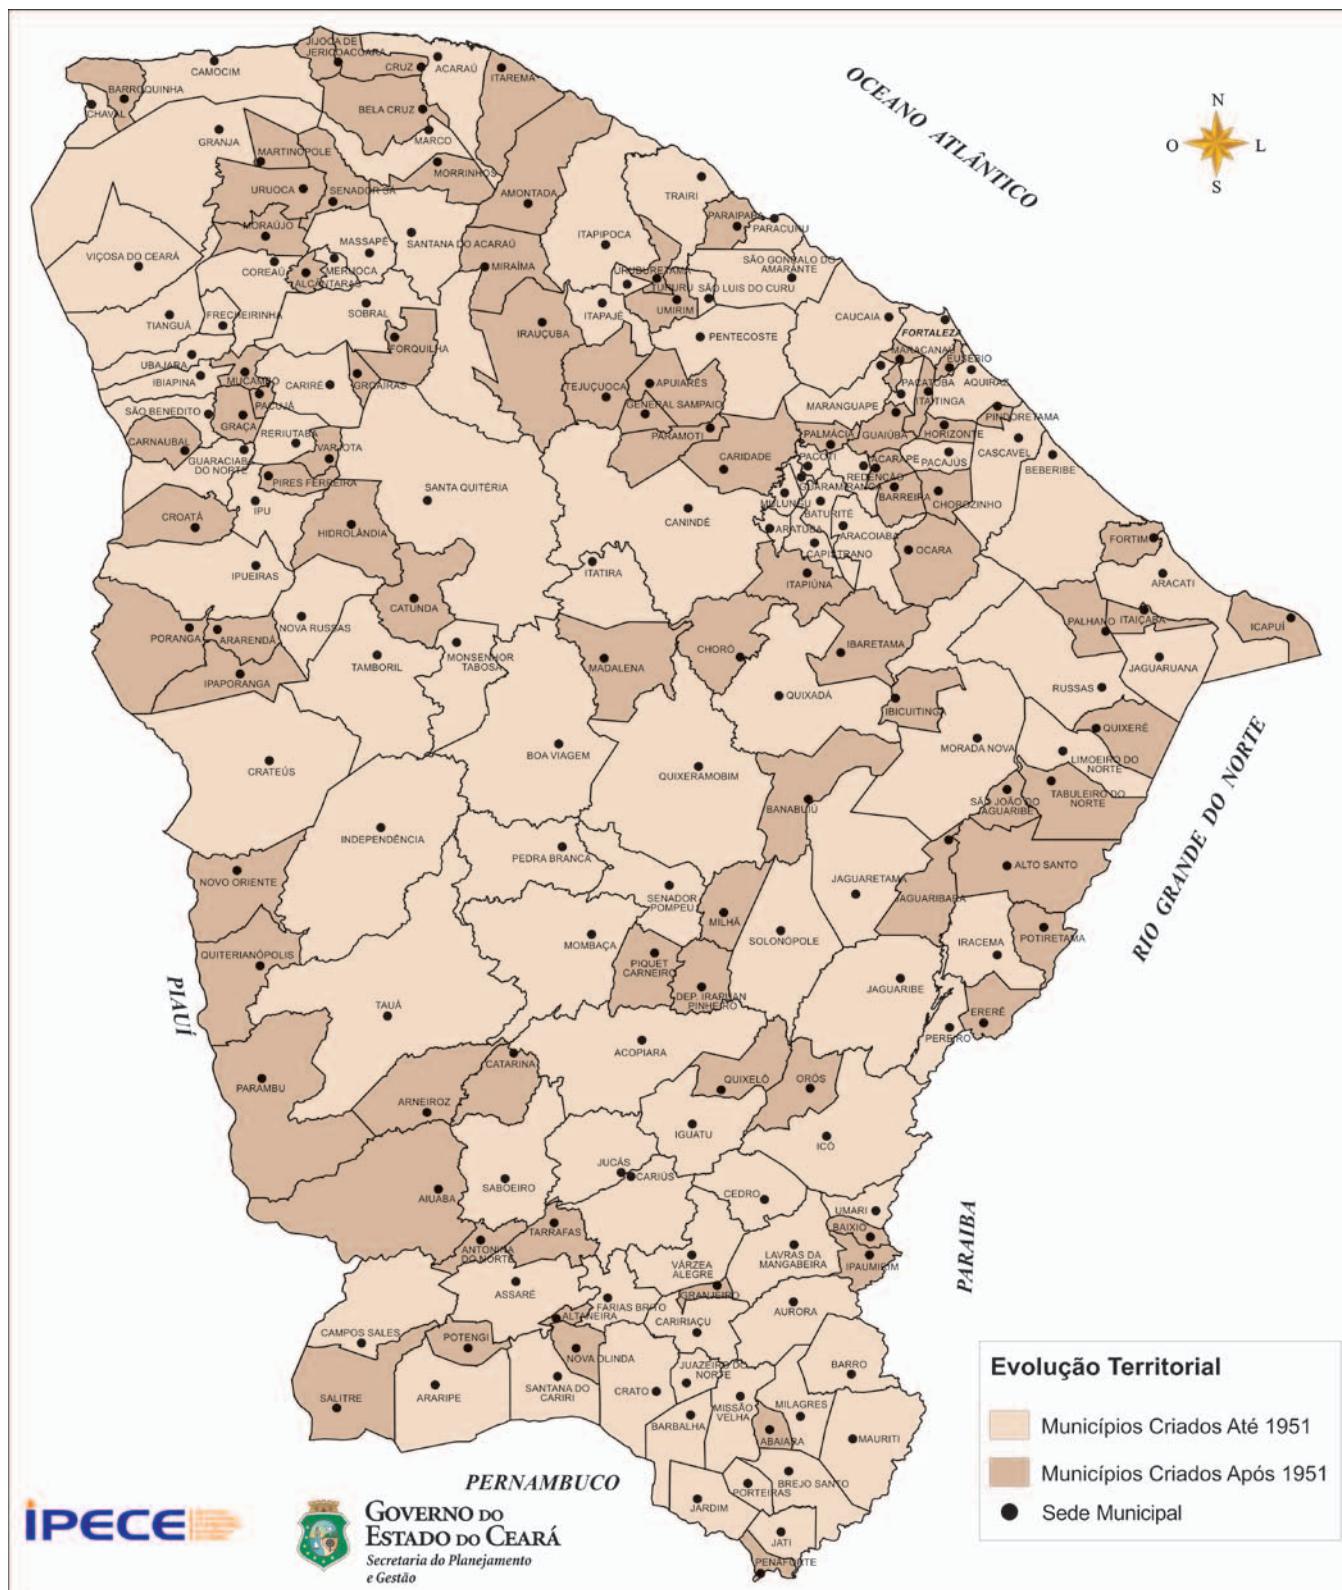 JIJOCA DE
JERICOACOARA
CRUZ
ACARAÚ
ITAREMA
CAMOCIM
BARROQUINHA
CHAVAL
BELA CRUZ
MARCO
GRANJA
MARTINÓPOLE
MORRINHOS
URUOCA
SENADOR SÁ
AMONTADA
TRAIRI
PARAIPABA
PARACURU
MORAÚJO
MASSAPÊ
SANTANA DO ACARAÚ
ITAPIPOCA
VIÇOSA DO CEARÁ
COREAÚ
MERUOCA
ALCÂNTARAS
MIRAÍMA
URUBURETAMA
TURURU
SÃO GONÇALO DO
AMARANTE
SÃO LUIS DO CURU
UMIRIM
ITAPAJÉ
TIANGUÁ
FRECHEIRINHA
SOBRAL
IRAUÇUBA
CAUCAIA
FORTALEZA
PENTECOSTE
FORQUILHA
MARACANAÚ
EUSÉBIO
UBAJARA
IBIAPINA
MUCAMBO
CARIRÉ
GROAÍRAS
PACUJÁ
TEJUÇUOCA
APUIARÉS
GENERAL SAMPAIO
PACATUBA
ITAITINGA
AQUIRAZ
MARANGUAPE
PINDORETAMA
SÃO BENEDITO
GRAÇA
RERIUTABA
PARAMOTI
PALMÁCIA
GUAIÚBA
HORIZONTE
CASCAVEL
CARNAUBAL
GUARACIABA
DO NORTE
VARJOTA
CARIDADE
PACOTI
ACARAPE
REDENÇÃO
PACAJÚS
BEBERIBE
PIRES FERREIRA
SANTA QUITÉRIA
GUARAMIRANGA
MULUNGU
BARREIRA
CHOROZINHO
IPU
CANINDÉ
BATURITÉ
CROATÁ
HIDROLÂNDIA
ARATUBA
ARACOIABA
CAPISTRANO
OCARA
FORTIM
IPUEIRAS
ITATIRA
ITAPIÚNA
ARACATI
CATUNDA
NOVA RUSSAS
PORANGA
ARARENDÁ
ITAIÇABA
PALHANO
ICAPUÍ
IPAPORANGA
TAMBORIL
MONSENHOR
TABOSA
MADALENA
CHORÓ
IBARETAMA
JAGUARUANA
QUIXADÁ
RUSSAS
IBICUITINGA
QUIXERÉ
BOA VIAGEM
MORADA NOVA
LIMOEIRO DO
NORTE
CRATEÚS
QUIXERAMOBIM
BANABUIÚ
SÃO JOÃO DO
JAGUARIBE
TABULEIRO DO
NORTE
INDEPENDÊNCIA
PEDRA BRANCA
NOVO ORIENTE
ALTO SANTO
JAGUARETAMA
JAGUARIBARA
SENADOR
POMPEU
MILHÃ
MOMBAÇA
SOLONÓPOLE
IRACEMA
POTIRETAMA
QUITERIANÓPOLIS
PIQUET
CARNEIRO
DEP. IRAPUAN
PINHEIRO
JAGUARIBE
TAUÁ
ERERÊ
PEREIRO
ACOPIARA
CATARINA
PARAMBU
QUIXELÔ
ORÓS
ARNEIROZ
IGUATU
ICÓ
JUCÁS
CARIÚS
AIUABA
SABOEIRO
CEDRO
UMARI
BAIXIO
TARRAFAS
ANTONINA
DO NORTE
VÁRZEA
ALEGRE
LAVRAS DA
MANGABEIRA
IPAUMIRIM
ASSARÉ
GRANJEIRO
FARIAS BRITO
ALTANEIRA
CARIRIAÇU
AURORA
CAMPOS SALES
POTENGI
NOVA OLINDA
JUAZEIRO DO
NORTE
BARRO
SALITRE
ARARIPE
SANTANA DO
CARIRI
CRATO
MISSÃO
VELHA
MILAGRES
BARBALHA
ABAIARA
MAURITI
PORTEIRAS
BREJO SANTO
JARDIM
JATI
PENAFORTE
OCEANO ATLÂNTICO
N
O
L
S
RIO GRANDE DO NORTE
PIAUÍ
PARAIBA
PERNAMBUCO
Evolução Territorial
Municípios Criados Até 1951
Municípios Criados Após 1951
Sede Municipal
IPECE
GOVERNO DO
ESTADO DO CEARÁ
Secretaria do Planejamento
e Gestão